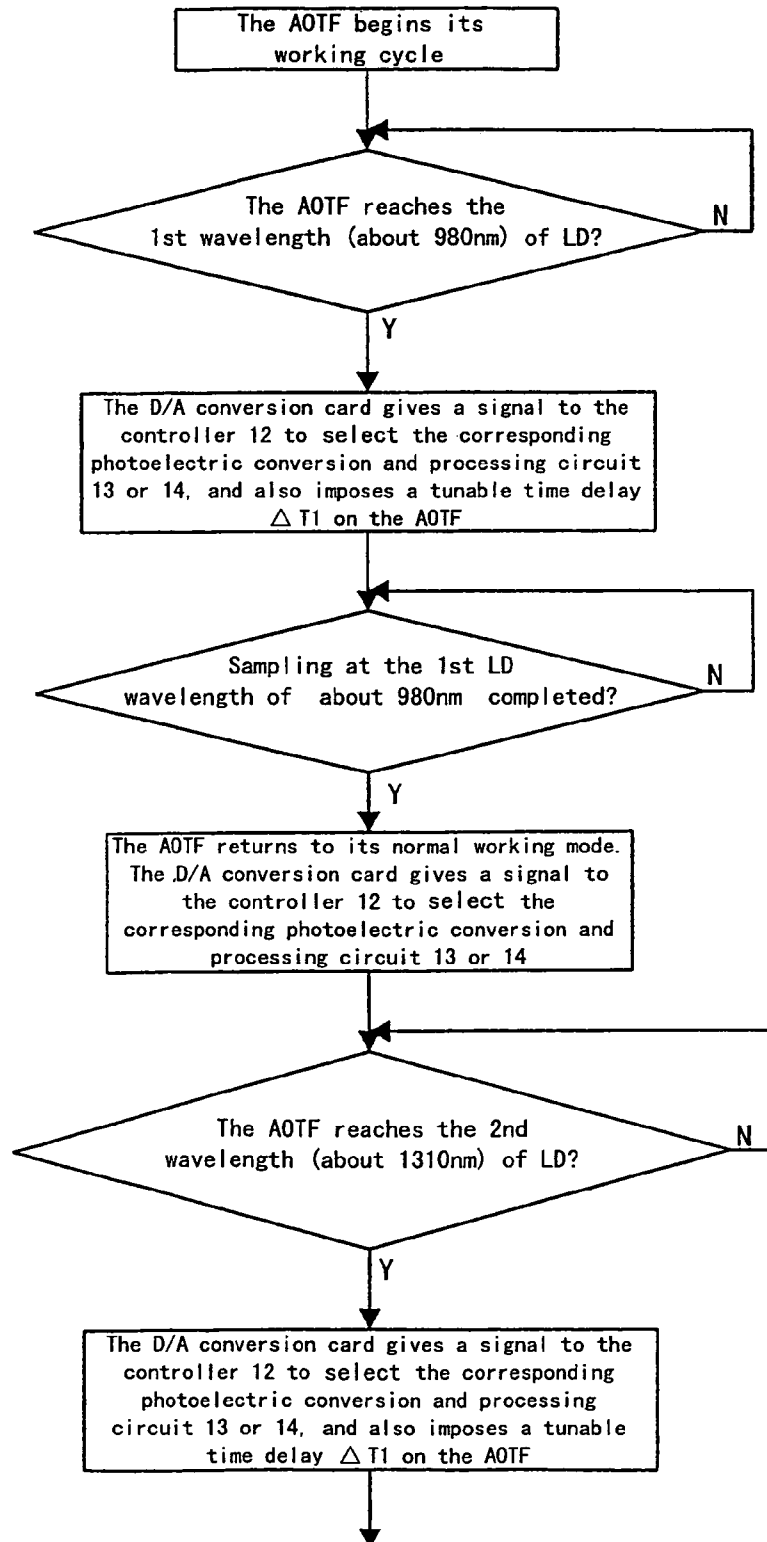 The AOTF begins its
working cycle
The AOTF reaches the
1st wavelength (about 980nm) of LD?
N
Y
The D/A conversion card gives a signal to the
controller 12 to select the corresponding
photoelectric conversion and processing circuit
13 or 14, and also imposes a tunable time delay
△ T1 on the AOTF
Sampling at the 1st LD
wavelength of about 980nm completed?
N
Y
The AOTF returns to its normal working mode.
The D/A conversion card gives a signal to
the controller 12 to select the
corresponding photoelectric conversion and
processing circuit 13 or 14
The AOTF reaches the 2nd
wavelength (about 1310nm) of LD?
N
Y
The D/A conversion card gives a signal to the
controller 12 to select the corresponding
photoelectric conversion and processing
circuit 13 or 14, and also imposes a tunable
time delay △ T1 on the AOTF